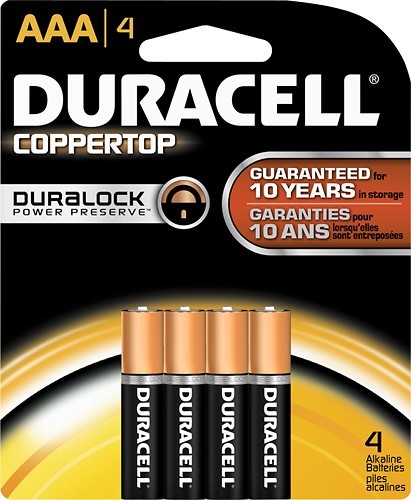 AAA | 4
DURACELL®
COPPERTOP
DURALOCK
POWER PRESERVE™
GUARANTEED for
10 YEARS in storage
GARANTIES pour
10 ANS lorsqu'elles
sont entreposées
DURACELL
DURACELL
DURACELL
DURACELL
4
Alkaline
Batteries
piles
alcalines